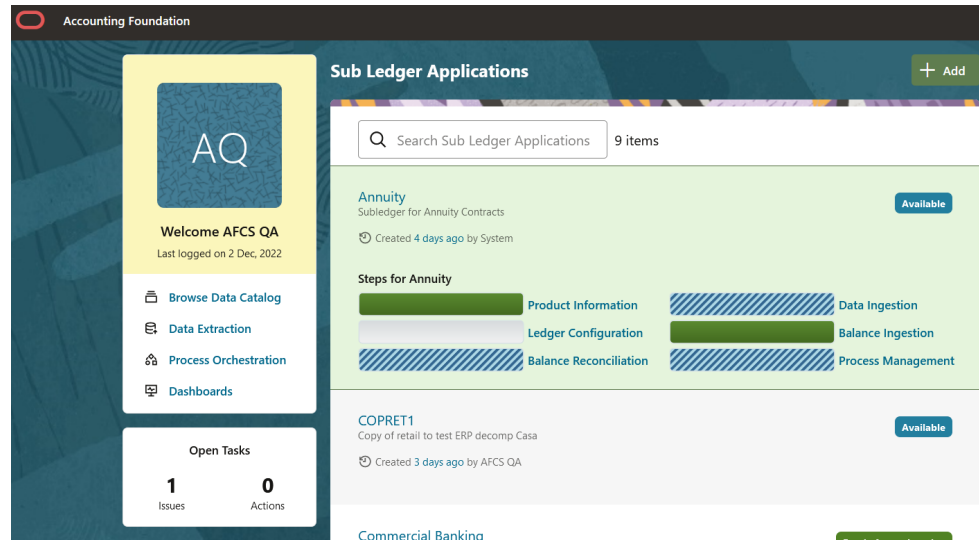 Accounting Foundation
AQ
Welcome AFCS QA
Last logged on 2 Dec, 2022
Browse Data Catalog
Data Extraction
Process Orchestration
Dashboards
Open Tasks
1 0
Issues Actions
Sub Ledger Applications
Add
Search Sub Ledger Applications 9 items
Annuity
Available
Subledger for Annuity Contracts
Created 4 days ago by System
Steps for Annuity
Product Information Data Ingestion
Ledger Configuration Balance Ingestion
Balance Reconciliation Process Management
COPRET1
Available
Copy of retail to test ERP decomp Casa
Created 3 days ago by AFCS QA
Commercial Banking